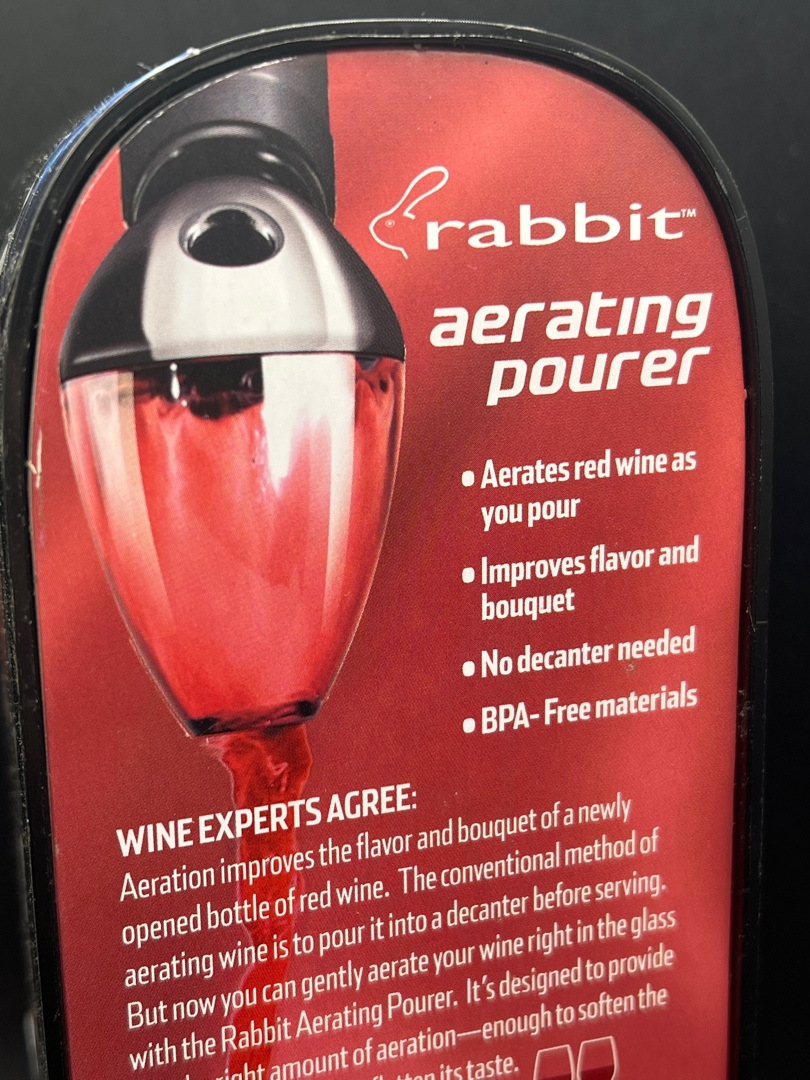 rabbit™
aerating
pourer
• Aerates red wine as
you pour
• Improves flavor and
bouquet
• No decanter needed
• BPA-Free materials
WINE EXPERTS AGREE:
Aeration improves the flavor and bouquet of a newly
opened bottle of red wine. The conventional method of
aerating wine is to pour it into a decanter before serving.
But now you can gently aerate your wine right in the glass
with the Rabbit Aerating Pourer. It's designed to provide
right amount of aeration—enough to soften the
its taste.